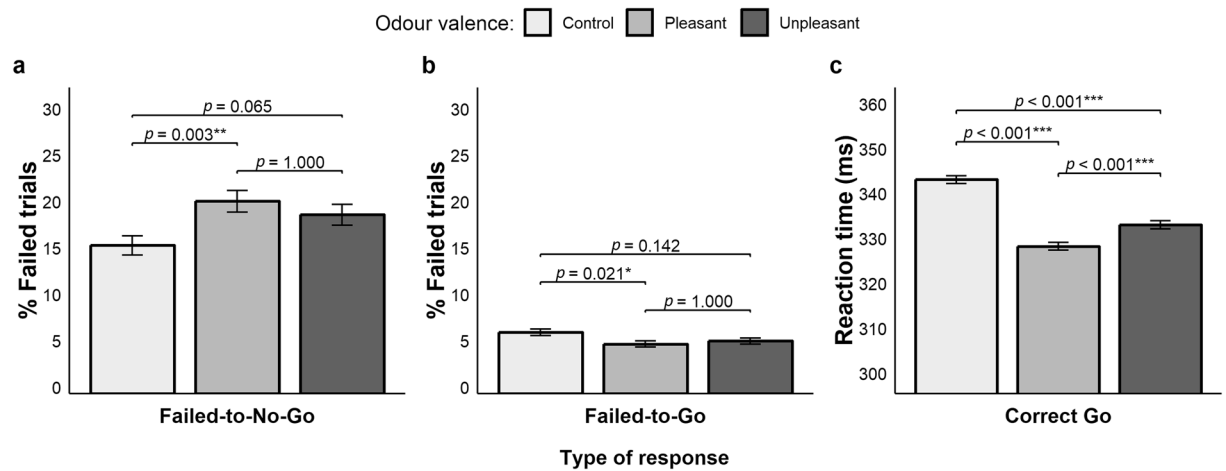 Odour valence: Control Pleasant Unpleasant
a
% Failed trials
30
25
20
15
10
5
0
p = 0.065
p = 0.003**
p = 1.000
Failed-to-No-Go
b
% Failed trials
30
25
20
15
10
5
0
p = 0.142
p = 0.021*
p = 1.000
Failed-to-Go
c
Reaction time (ms)
360
350
340
330
320
310
300
p < 0.001***
p < 0.001***
p < 0.001***
Correct Go
Type of response